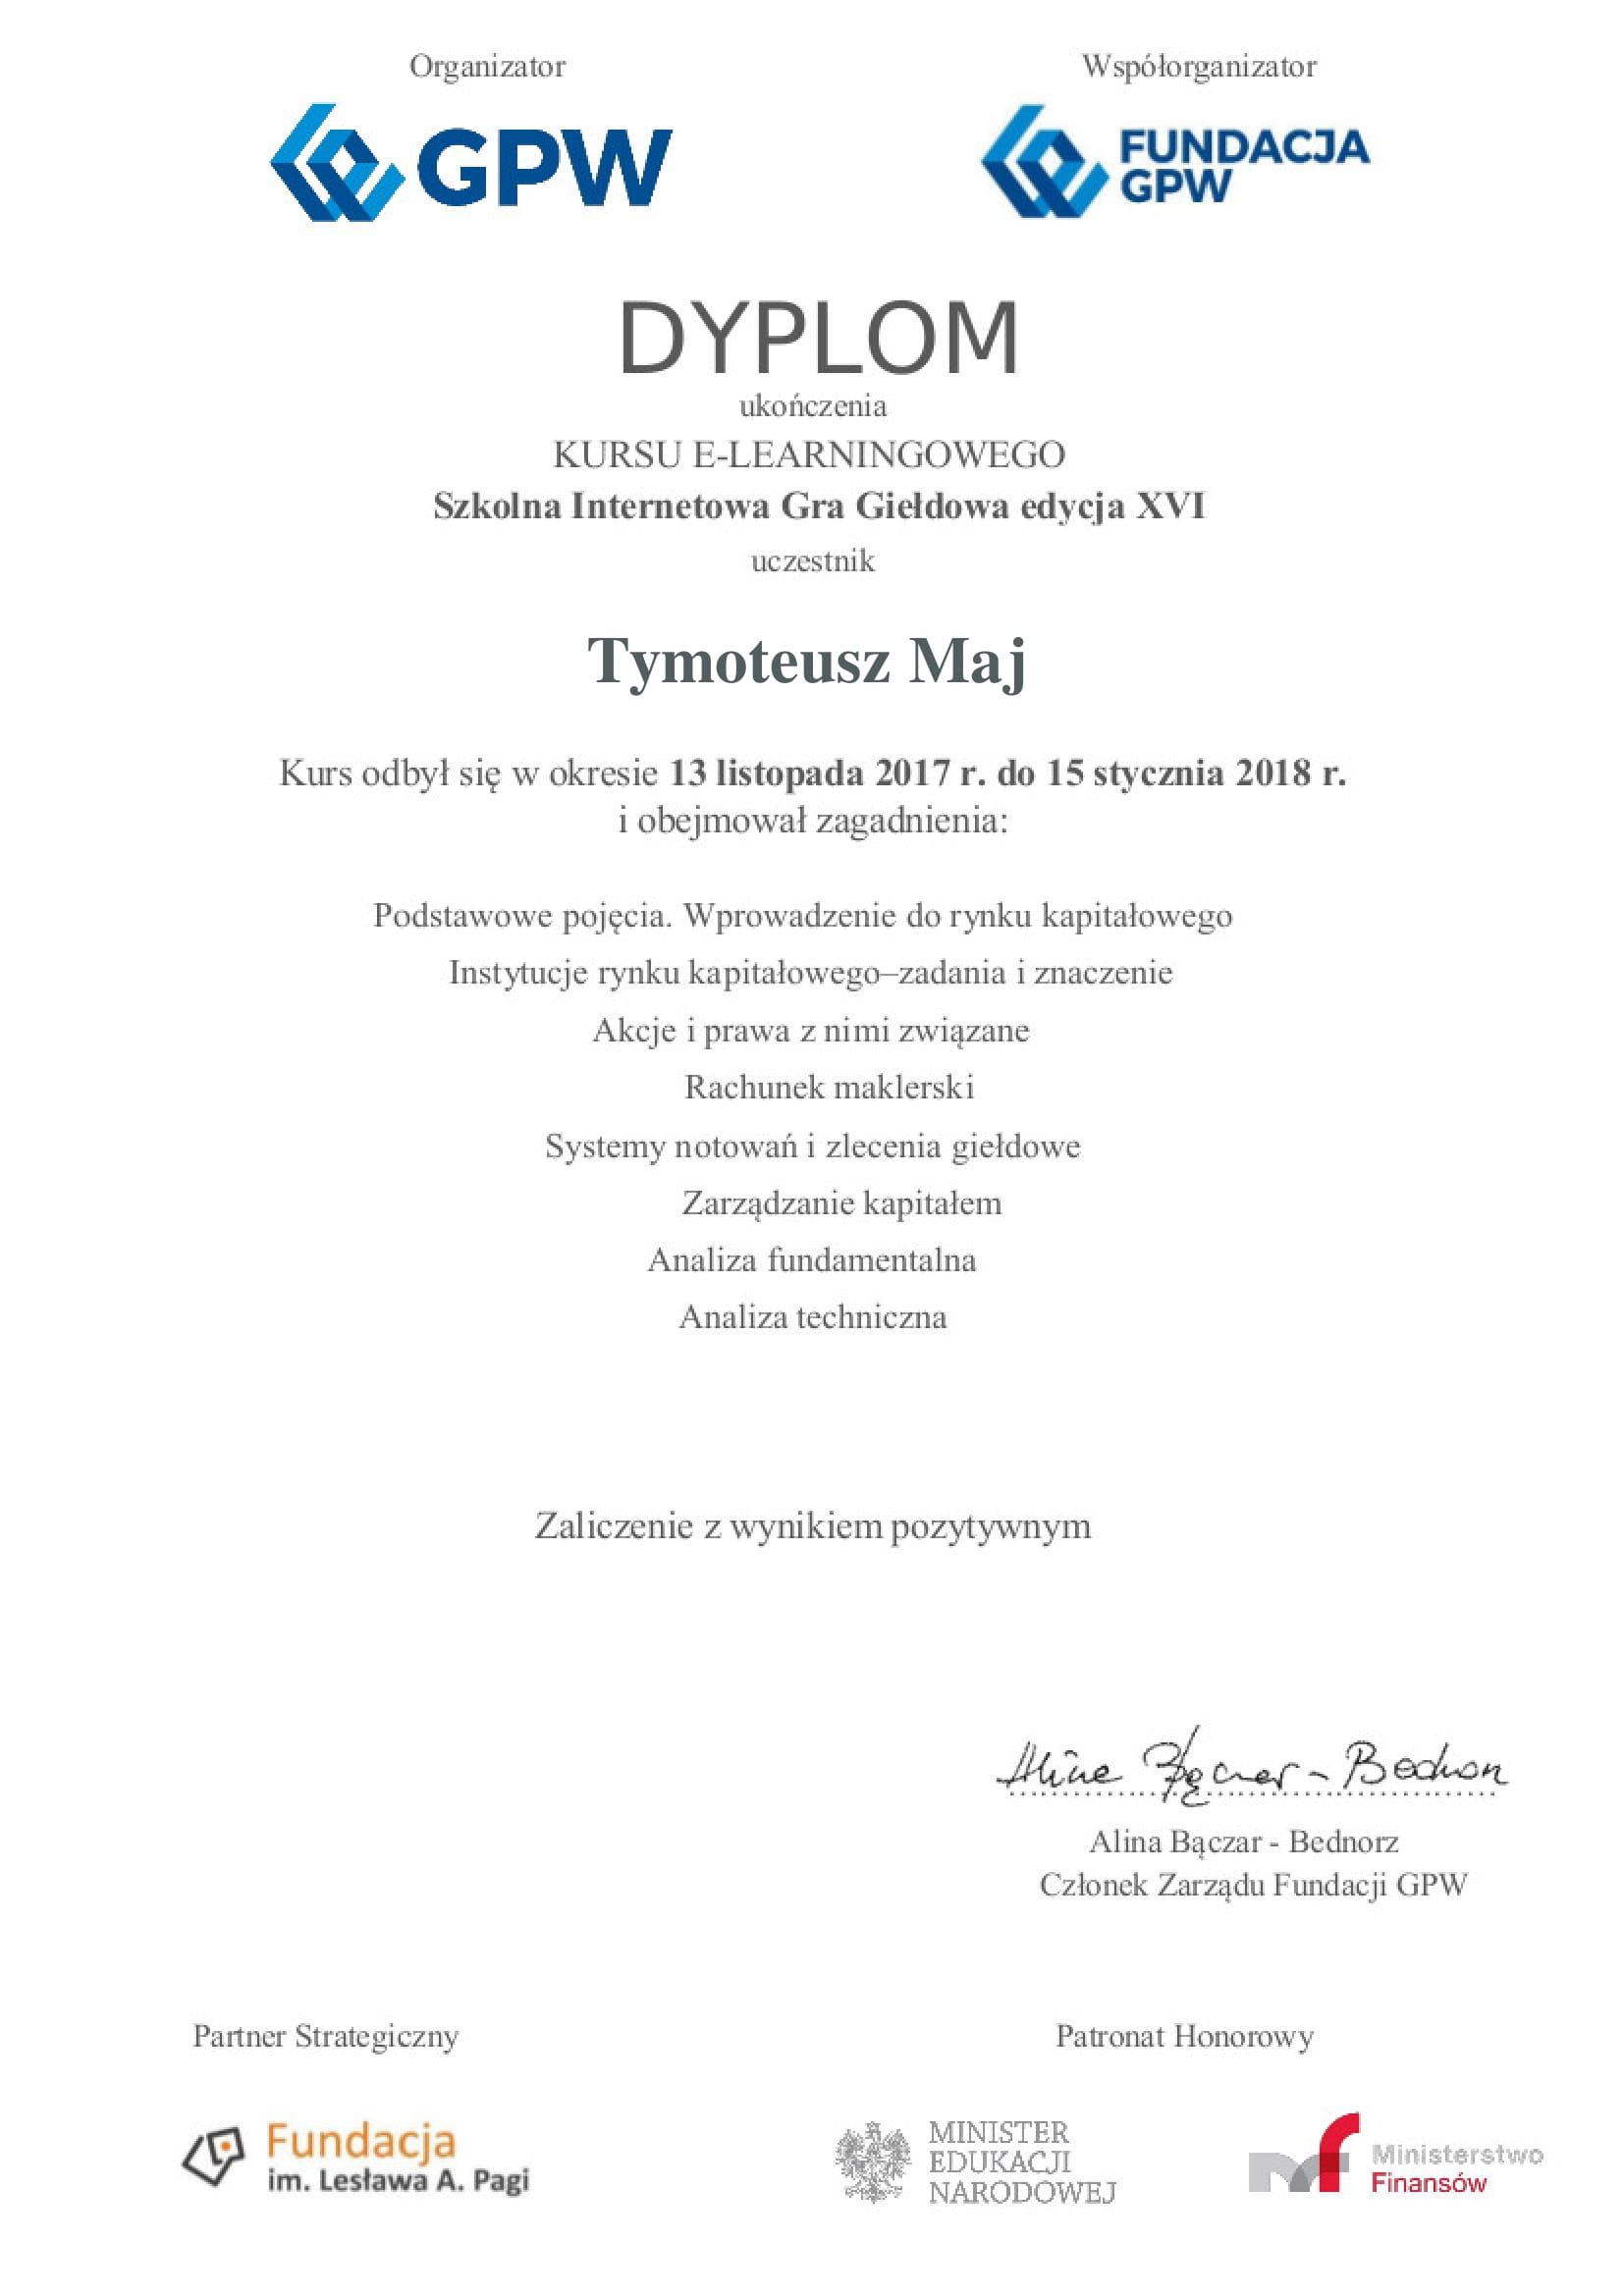 Organizator
Współorganizator
GPW
FUNDACJA
GPW
DYPLOM
ukończenia
KURSU E-LEARNINGOWEGO
Szkolna Internetowa Gra Giełdowa edycja XVI
uczestnik
Tymoteusz Maj
Kurs odbył się w okresie 13 listopada 2017 r. do 15 stycznia 2018 r.
i obejmował zagadnienia:
Podstawowe pojęcia. Wprowadzenie do rynku kapitałowego
Instytucje rynku kapitałowego–zadania i znaczenie
Akcje i prawa z nimi związane
Rachunek maklerski
Systemy notowań i zlecenia giełdowe
Zarządzanie kapitałem
Analiza fundamentalna
Analiza techniczna
Zaliczenie z wynikiem pozytywnym
Alina Bączar - Bednorz
Alina Bączar - Bednorz
Członek Zarządu Fundacji GPW
Partner Strategiczny
Patronat Honorowy
Fundacja
im. Lesława A. Pagi
MINISTER
EDUKACJI
NARODOWEJ
Ministerstwo
Finansów